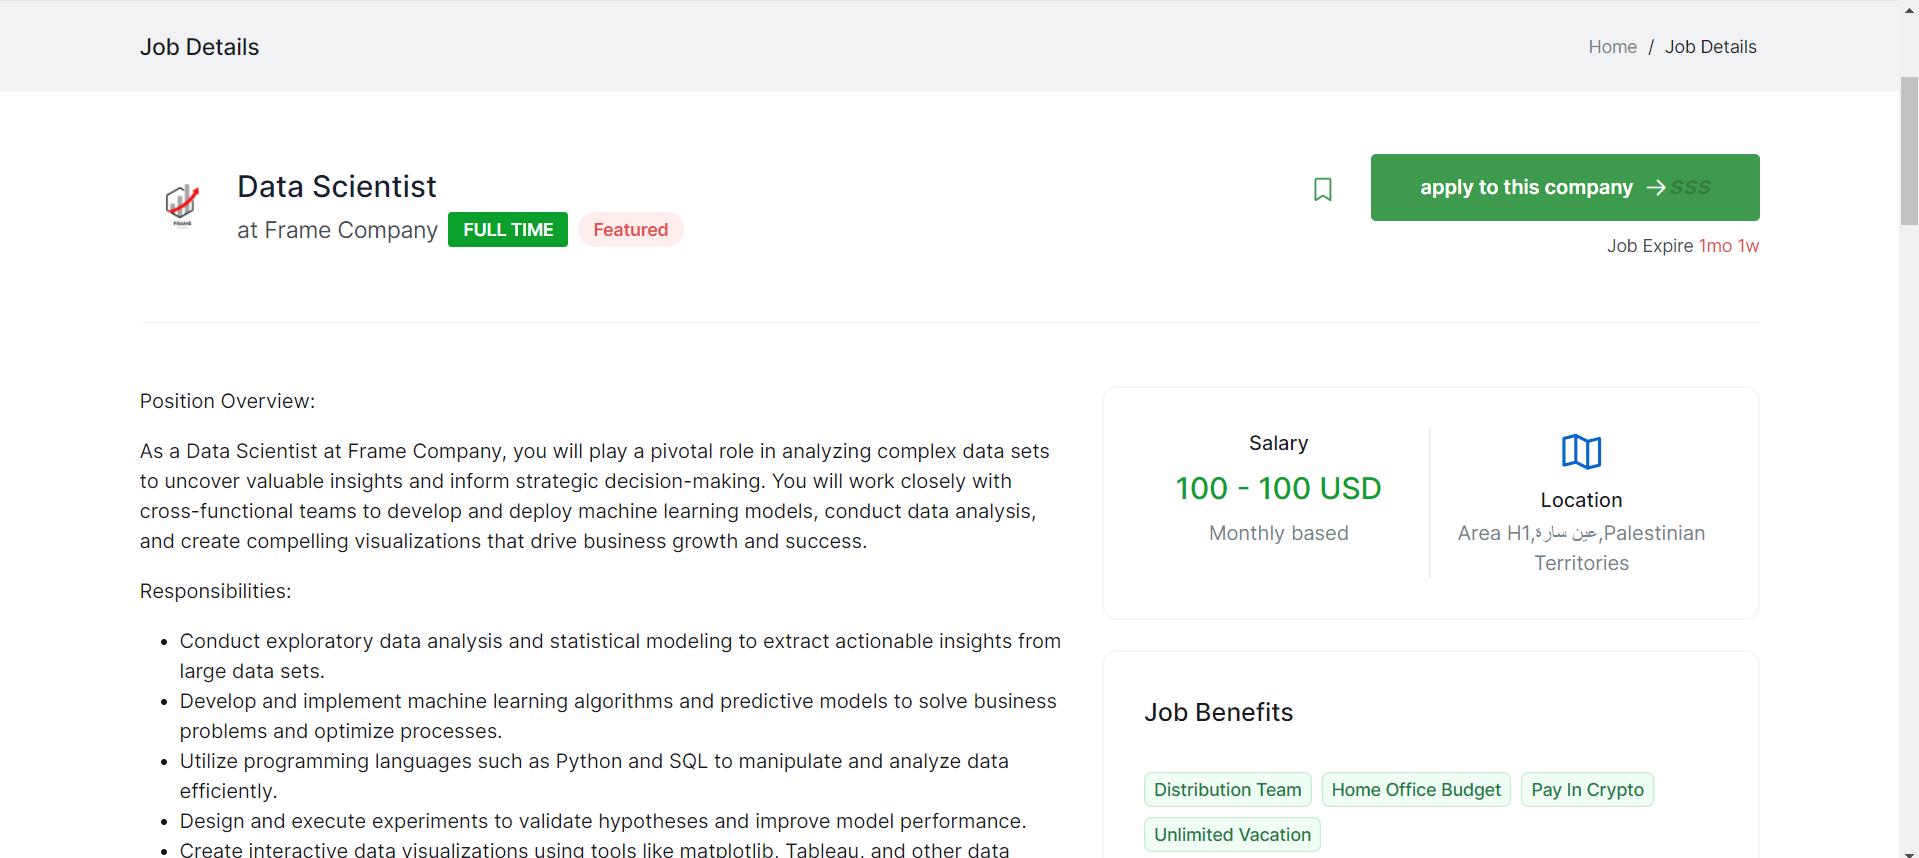 Job Details
Home / Job Details
Data Scientist
at Frame Company FULL TIME Featured
apply to this company → sss
Job Expire 1mo 1w
Position Overview:
As a Data Scientist at Frame Company, you will play a pivotal role in analyzing complex data sets
to uncover valuable insights and inform strategic decision-making. You will work closely with
cross-functional teams to develop and deploy machine learning models, conduct data analysis,
and create compelling visualizations that drive business growth and success.
Responsibilities:
• Conduct exploratory data analysis and statistical modeling to extract actionable insights from
large data sets.
• Develop and implement machine learning algorithms and predictive models to solve business
problems and optimize processes.
• Utilize programming languages such as Python and SQL to manipulate and analyze data
efficiently.
• Design and execute experiments to validate hypotheses and improve model performance.
• Create interactive data visualizations using tools like matplotlib, Tableau, and other data
Salary
100 - 100 USD
Monthly based
Location
Area H1,عين سارة,Palestinian
Territories
Job Benefits
Distribution Team Home Office Budget Pay In Crypto
Unlimited Vacation
FRAME